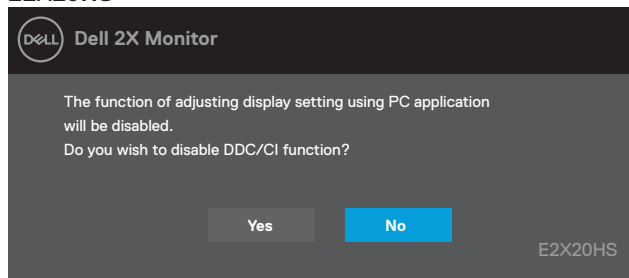 E2X20HS
DELL Dell 2X Monitor
The function of adjusting display setting using PC application
will be disabled.
Do you wish to disable DDC/CI function?
Yes No
E2X20HS